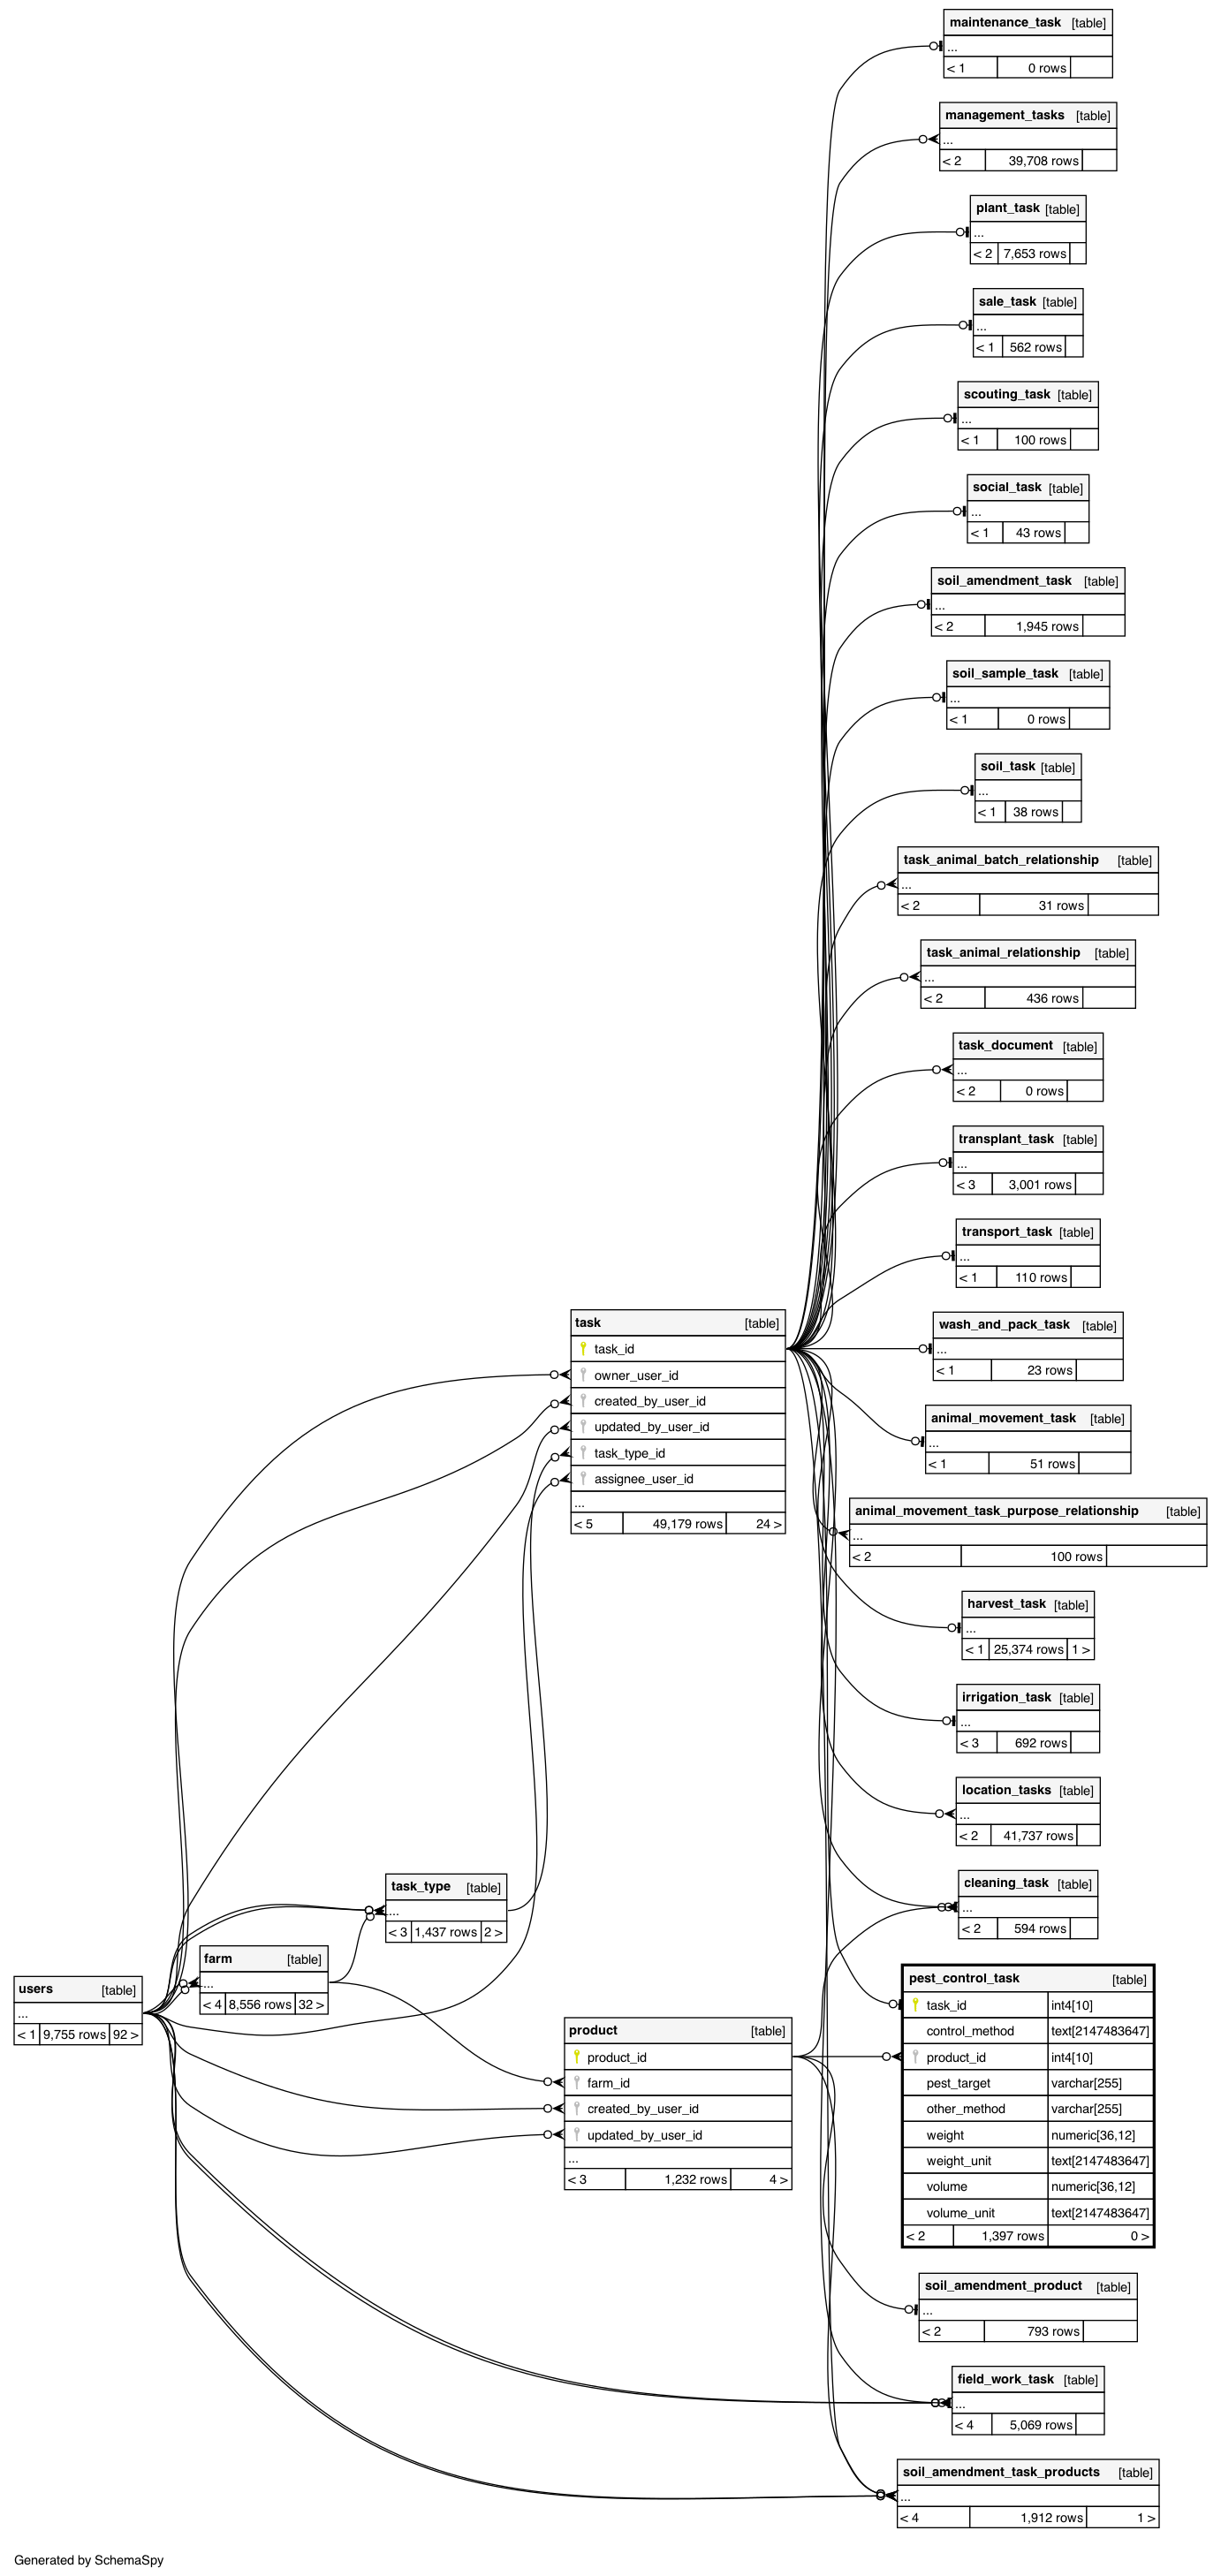 maintenance_task [table]
...
< 1 0 rows
management_tasks [table]
...
< 2 39,708 rows
plant_task [table]
...
< 2 7,653 rows
sale_task [table]
...
< 1 562 rows
scouting_task [table]
...
< 1 100 rows
social_task [table]
...
< 1 43 rows
soil_amendment_task [table]
...
< 2 1,945 rows
soil_sample_task [table]
...
< 1 0 rows
soil_task [table]
...
< 1 38 rows
task_animal_batch_relationship [table]
...
< 2 31 rows
task_animal_relationship [table]
...
< 2 436 rows
task_document [table]
...
< 2 0 rows
transplant_task [table]
...
< 3 3,001 rows
transport_task [table]
...
< 1 110 rows
wash_and_pack_task [table]
...
< 1 23 rows
animal_movement_task [table]
...
< 1 51 rows
animal_movement_task_purpose_relationship [table]
...
< 2 100 rows
harvest_task [table]
...
< 1 25,374 rows 1 >
irrigation_task [table]
...
< 3 692 rows
location_tasks [table]
...
< 2 41,737 rows
cleaning_task [table]
...
< 2 594 rows
task [table]
task_id
owner_user_id
created_by_user_id
updated_by_user_id
task_type_id
assignee_user_id
...
< 5 49,179 rows 24 >
task_type [table]
...
< 3 1,437 rows 2 >
farm [table]
...
< 4 8,556 rows 32 >
users [table]
...
< 1 9,755 rows 92 >
product [table]
product_id
farm_id
created_by_user_id
updated_by_user_id
...
< 3 1,232 rows 4 >
pest_control_task [table]
task_id int4[10]
control_method text[2147483647]
product_id int4[10]
pest_target varchar[255]
other_method varchar[255]
weight numeric[36,12]
weight_unit text[2147483647]
volume numeric[36,12]
volume_unit text[2147483647]
< 2 1,397 rows 0 >
soil_amendment_product [table]
...
< 2 793 rows
field_work_task [table]
...
< 4 5,069 rows
soil_amendment_task_products [table]
...
< 4 1,912 rows 1 >
Generated by SchemaSpy